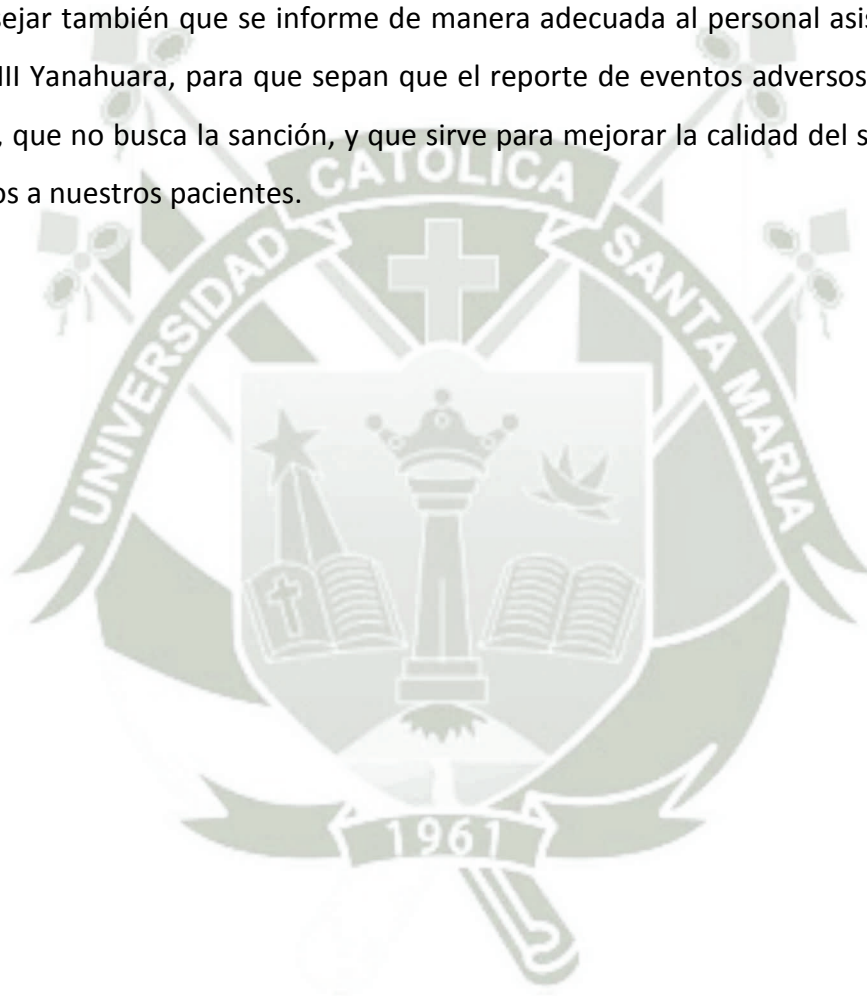 sejar también que se informe de manera adecuada al personal asis
III Yanahuara, para que sepan que el reporte de eventos adversos
, que no busca la sanción, y que sirve para mejorar la calidad del s
os a nuestros pacientes.
CATOLICA
UNIVERSIDAD
SANTA MARIA
1961